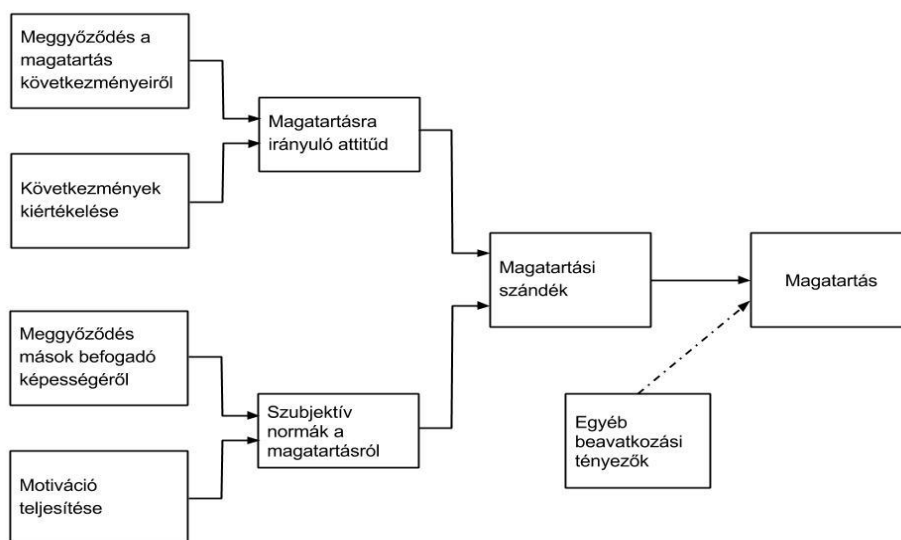 Meggyőződés a
magatartás
következményeiről
Magatartásra
irányuló attitűd
Következmények
kiértékelése
Magatartási
szándék
Magatartás
Meggyőződés
mások befogadó
képességéről
Szubjektív
normák a
magatartásról
Egyéb
beavatkozási
tényezők
Motiváció
teljesítése